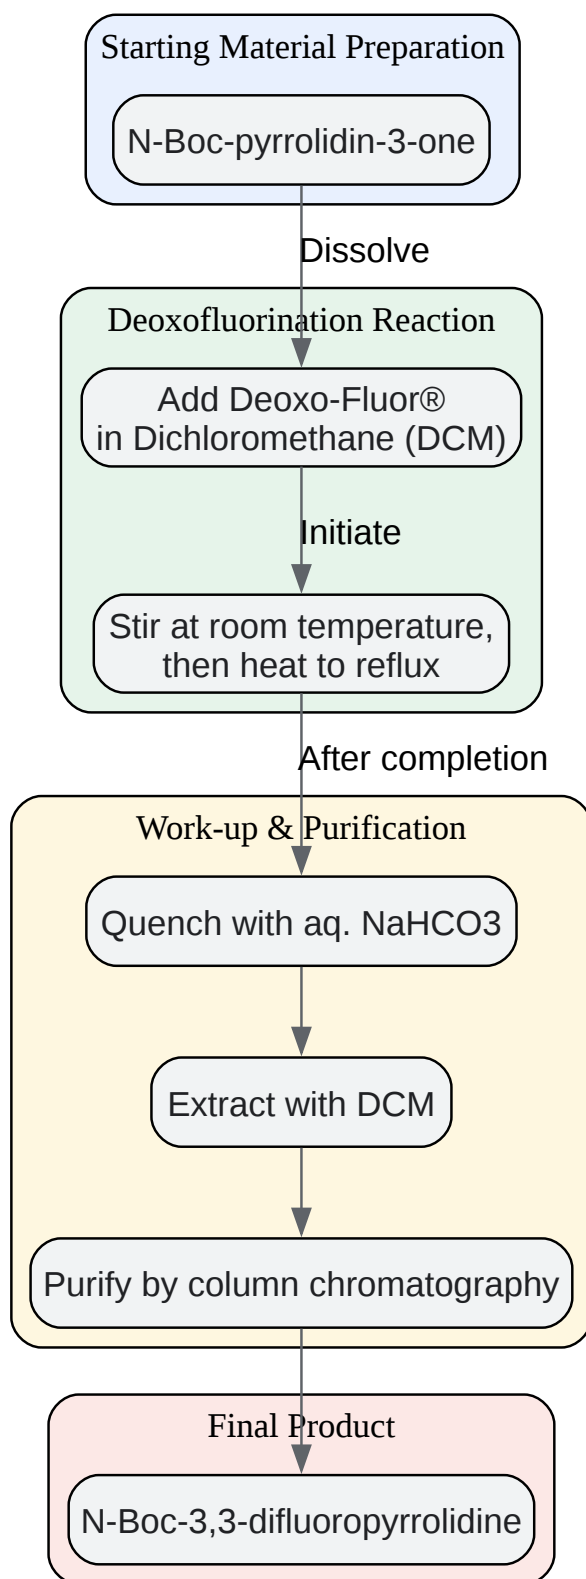 Starting Material Preparation
N-Boc-pyrrolidin-3-one
Dissolve
Deoxofluorination Reaction
Add Deoxo-Fluor®
in Dichloromethane (DCM)
Initiate
Stir at room temperature,
then heat to reflux
After completion
Work-up & Purification
Quench with aq. NaHCO3
Extract with DCM
Purify by column chromatography
Final Product
N-Boc-3,3-difluoropyrrolidine